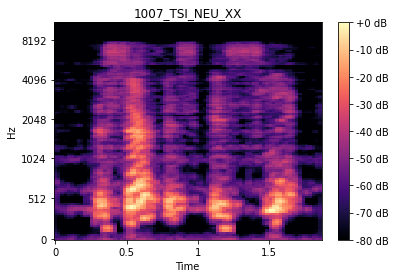 1007_TSI_NEU_XX
8192
4096
2048
1024
512
0
Hz
0
0.5
1
1.5
Time
+0 dB
-10 dB
-20 dB
-30 dB
-40 dB
-50 dB
-60 dB
-70 dB
-80 dB